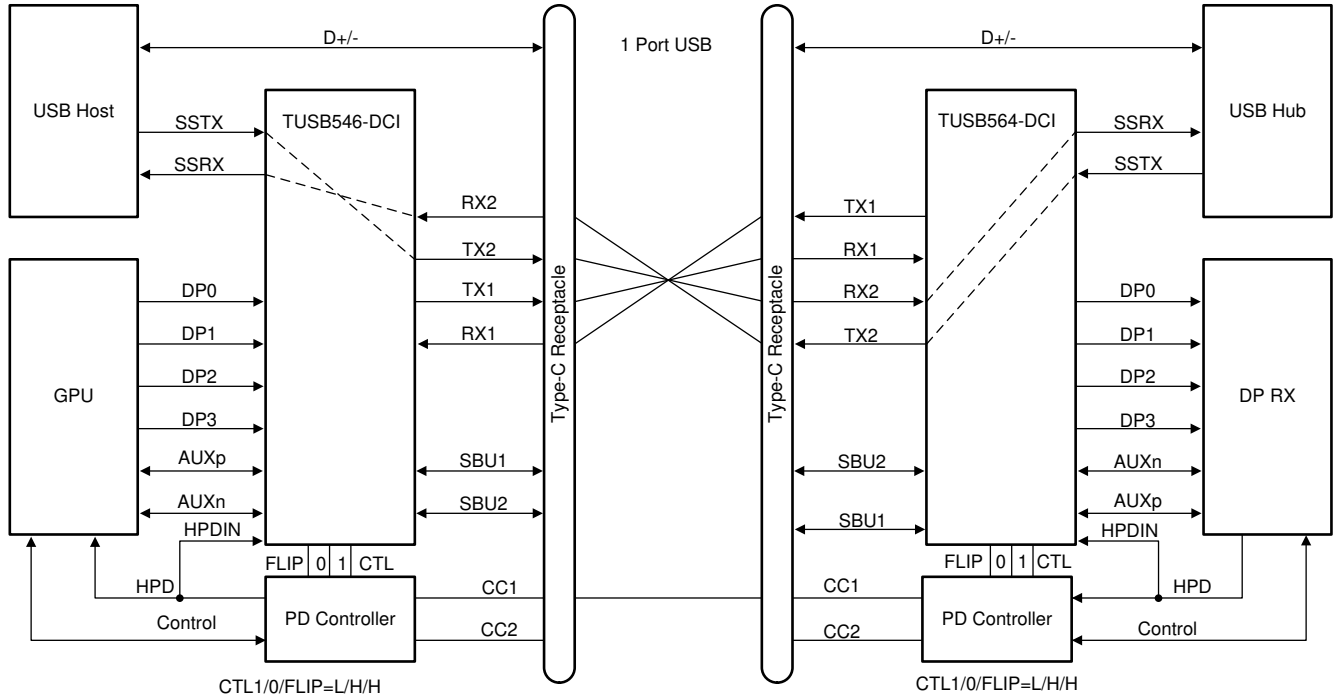 D+/-
1 Port USB
D+/-
USB Host
TUSB546-DCI
TUSB564-DCI
USB Hub
SSTX
SSRX
SSRX
SSTX
RX2
TX2
TX1
RX1
TX1
RX1
RX2
TX2
Type-C Receptacle
Type-C Receptacle
GPU
DP0
DP1
DP2
DP3
AUXp
AUXn
HPDIN
SBU1
SBU2
SBU2
SBU1
DP RX
DP0
DP1
DP2
DP3
AUXn
AUXp
HPDIN
FLIP 0 1 CTL
FLIP 0 1 CTL
HPD
Control
PD Controller
CC1
CC2
CC1
CC2
PD Controller
HPD
Control
CTL1/0/FLIP=L/H/H
CTL1/0/FLIP=L/H/H